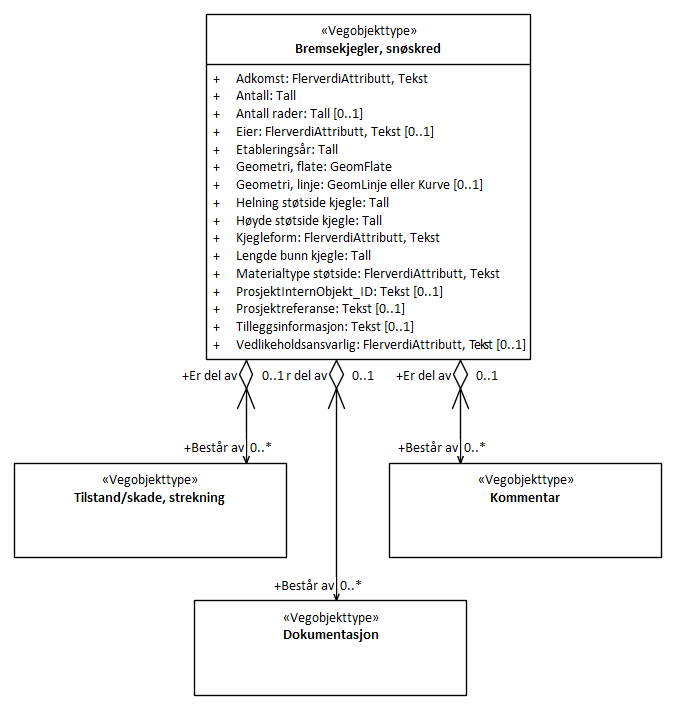 «Vegobjekttype»
Bremsekjegler, snøskred
+ Adkomst: FlerverdiAttributt, Tekst
+ Antall: Tall
+ Antall rader: Tall [0..1]
+ Eier: FlerverdiAttributt, Tekst [0..1]
+ Etableringsår: Tall
+ Geometri, flate: GeomFlate
+ Geometri, linje: GeomLinje eller Kurve [0..1]
+ Helning støtside kjegle: Tall
+ Høyde støtside kjegle: Tall
+ Kjegleform: FlerverdiAttributt, Tekst
+ Lengde bunn kjegle: Tall
+ Materialtype støtside: FlerverdiAttributt, Tekst
+ ProsjektInternObjekt_ID: Tekst [0..1]
+ Prosjektreferanse: Tekst [0..1]
+ Tilleggsinformasjon: Tekst [0..1]
+ Vedlikeholdsansvarlig: FlerverdiAttributt, Tekst [0..1]
+Er del av 0..1 r del av 0..1 +Er del av 0..1
+Består av 0..* +Består av 0..*
«Vegobjekttype»
Tilstand/skade, strekning
«Vegobjekttype»
Kommentar
+Består av 0..*
«Vegobjekttype»
Dokumentasjon